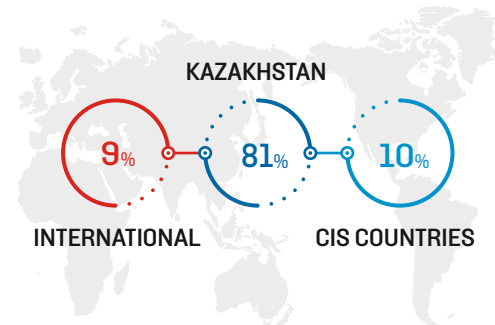 KAZAKHSTAN
9%
81%
10%
INTERNATIONAL
CIS COUNTRIES